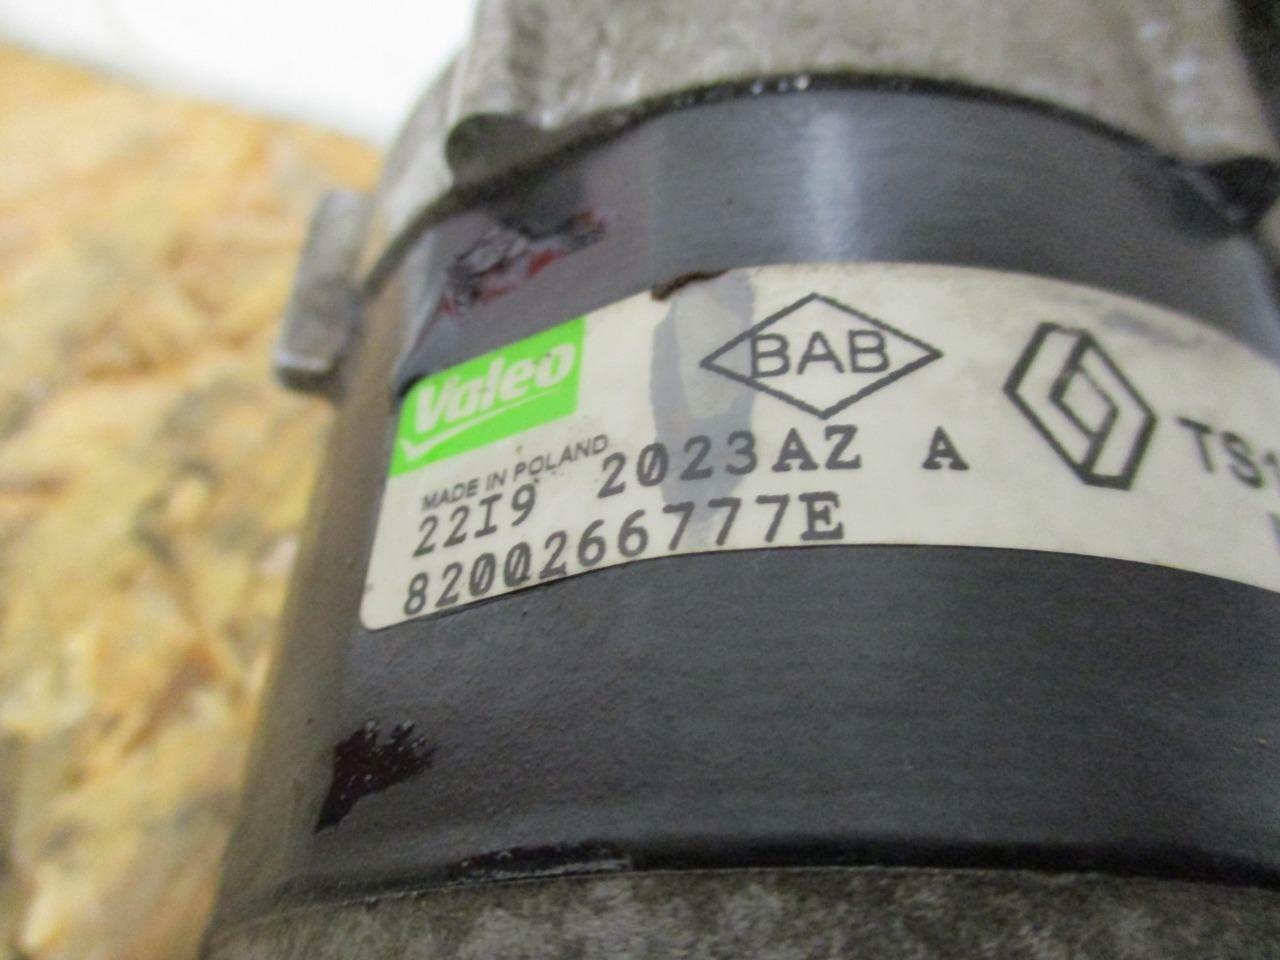 Valeo
BAB
MADE IN POLAND
22I9 2023AZ A
8200266777E